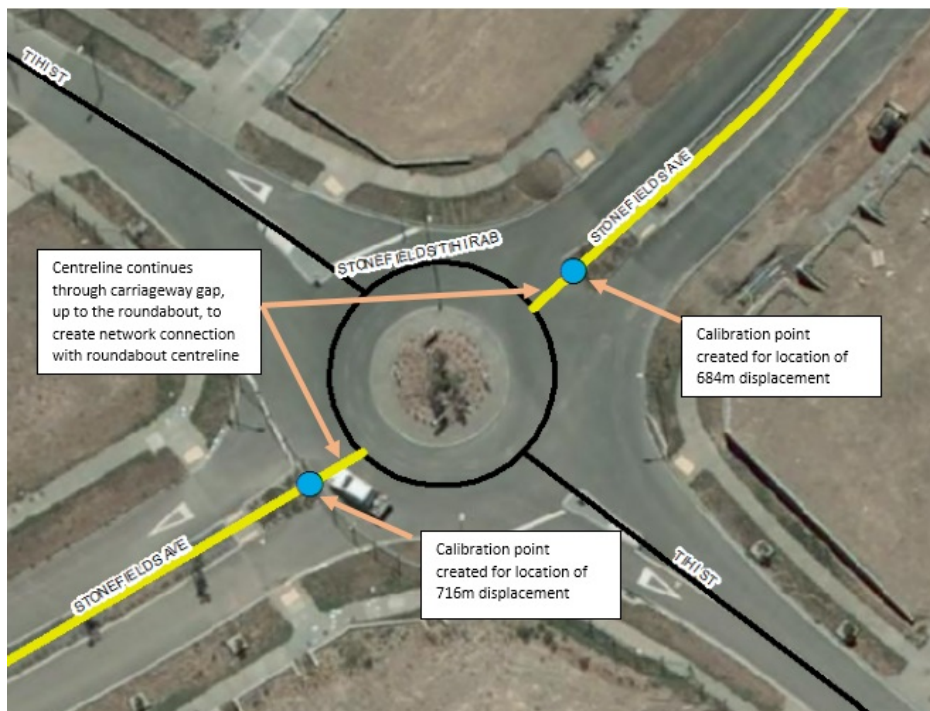 TIHI ST
STONEFIELDS AVE
STONEFIELDS/TIHI RAB
Centreline continues
through carriageway gap,
up to the roundabout, to
create network connection
with roundabout centreline
Calibration point
created for location of
684m displacement
Calibration point
created for location of
716m displacement
STONEFIELDS AVE
TIHI ST